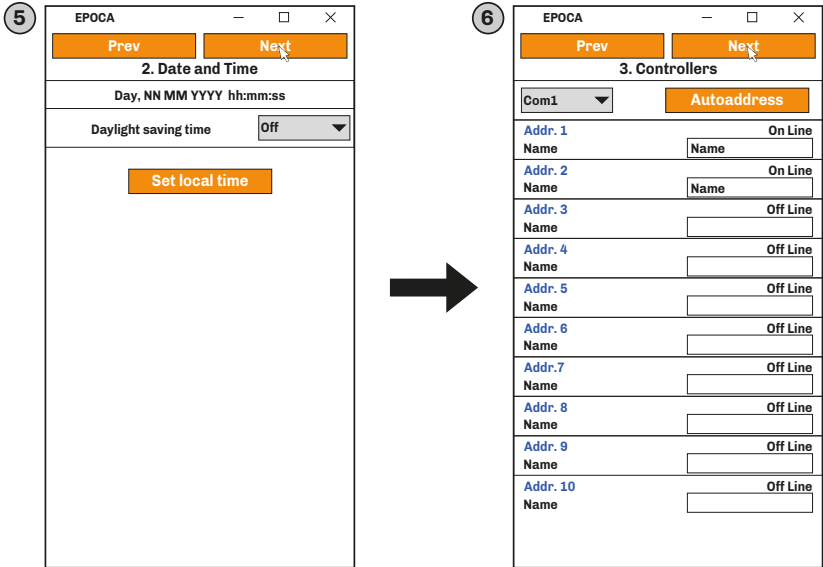 5
EPOCA
Prev Next
2. Date and Time
Day, NN MM YYYY hh:mm:ss
Daylight saving time Off
Set local time
6
EPOCA
Prev Next
3. Controllers
Com1 Autoaddress
Addr. 1 On Line
Name Name
Addr. 2 On Line
Name Name
Addr. 3 Off Line
Name
Addr. 4 Off Line
Name
Addr. 5 Off Line
Name
Addr. 6 Off Line
Name
Addr.7 Off Line
Name
Addr. 8 Off Line
Name
Addr. 9 Off Line
Name
Addr. 10 Off Line
Name